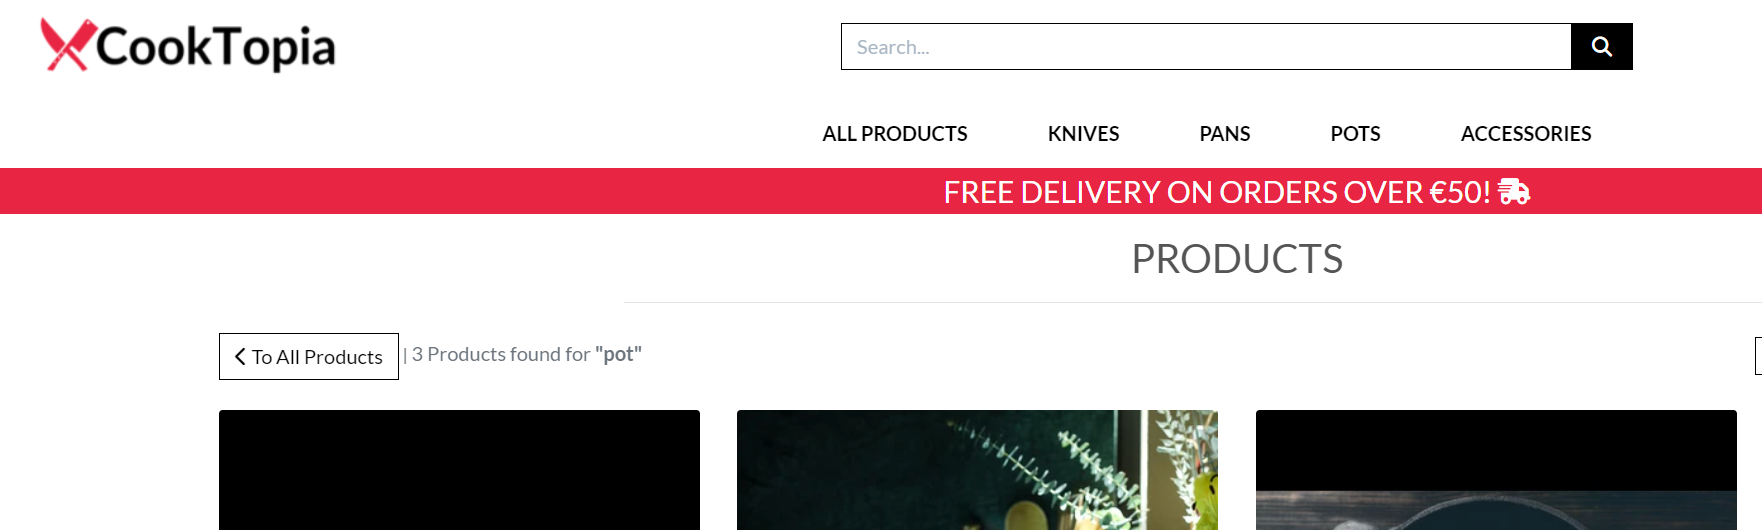 CookTopia
Search...
ALL PRODUCTS KNIVES PANS POTS ACCESSORIES
FREE DELIVERY ON ORDERS OVER €50!
PRODUCTS
To All Products | 3 Products found for "pot"